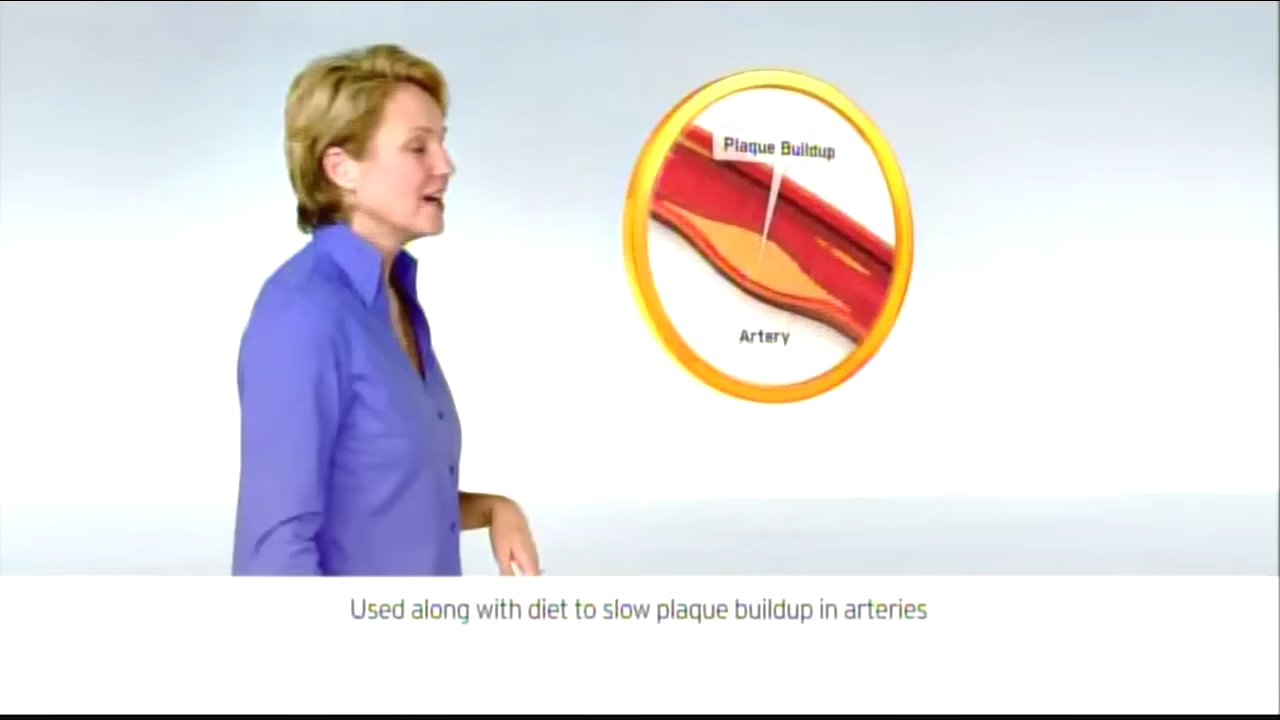 Plaque Buildup
Artery
Used along with diet to slow plaque buildup in arteries